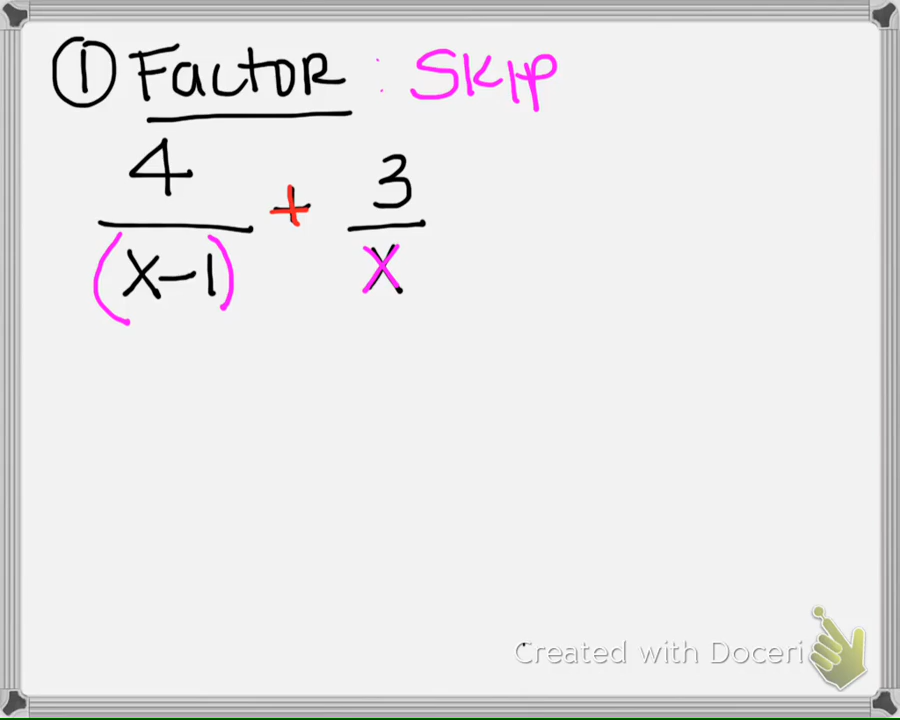 ① Factor : Skip
4 + 3
(x-1) x
Created with Doceri